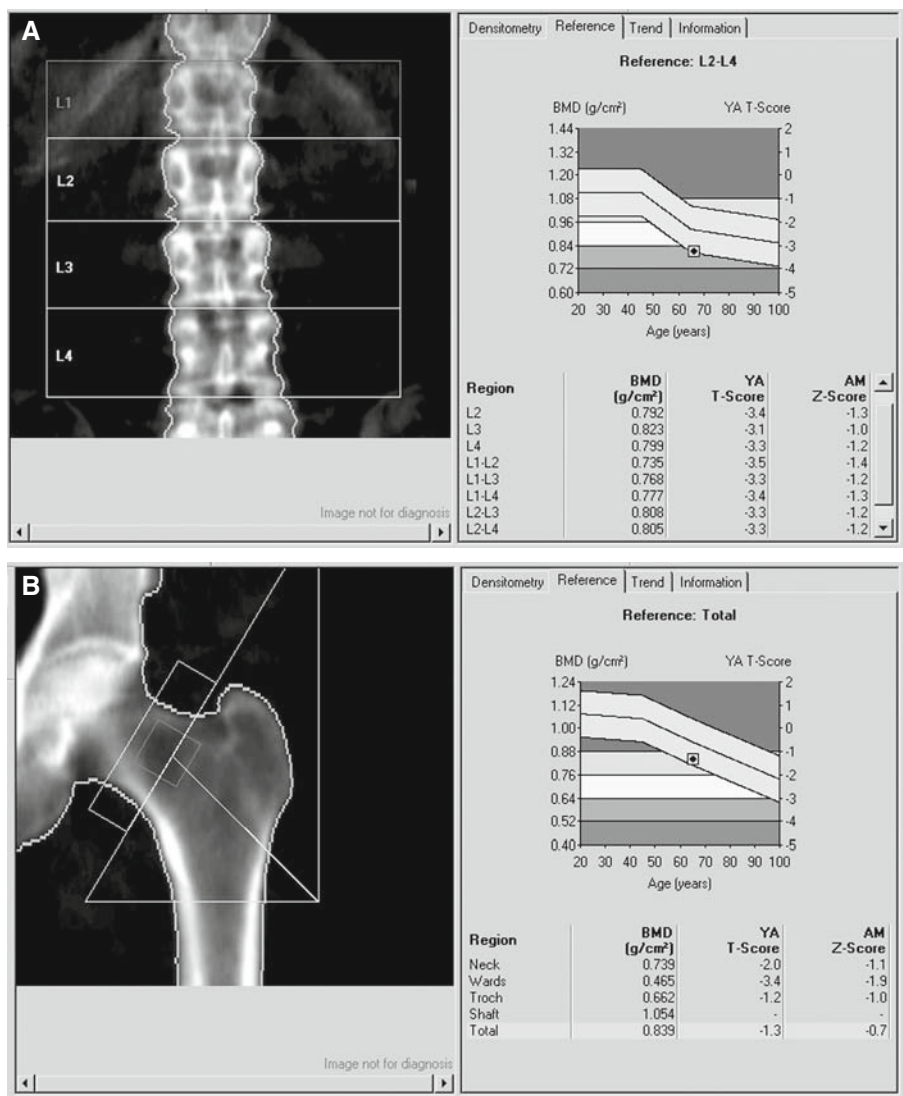 A
L1
L2
L3
L4
Image not for diagnosis
Densitometry Reference Trend Information
Reference: L2-L4
BMD (g/cm²) YA T-Score
1.44 2
1.32 1
1.20 0
1.08 -1
0.96 -2
0.84 -3
0.72 -4
0.60 -5
20 30 40 50 60 70 80 90 100
Age (years)
Region BMD (g/cm²) YA T-Score AM Z-Score
L2 0.792 -3.4 -1.3
L3 0.823 -3.1 -1.0
L4 0.799 -3.3 -1.2
L1-L2 0.735 -3.5 -1.4
L1-L3 0.768 -3.3 -1.2
L1-L4 0.777 -3.4 -1.3
L2-L3 0.808 -3.3 -1.2
L2-L4 0.805 -3.3 -1.2
B
Image not for diagnosis
Densitometry Reference Trend Information
Reference: Total
BMD (g/cm²) YA T-Score
1.24 2
1.12 1
1.00 0
0.88 -1
0.76 -2
0.64 -3
0.52 -4
0.40 -5
20 30 40 50 60 70 80 90 100
Age (years)
Region BMD (g/cm²) YA T-Score AM Z-Score
Neck 0.739 -2.0 -1.1
Wards 0.465 -3.4 -1.9
Troch 0.662 -1.2 -1.0
Shaft 1.054 - -
Total 0.839 -1.3 -0.7